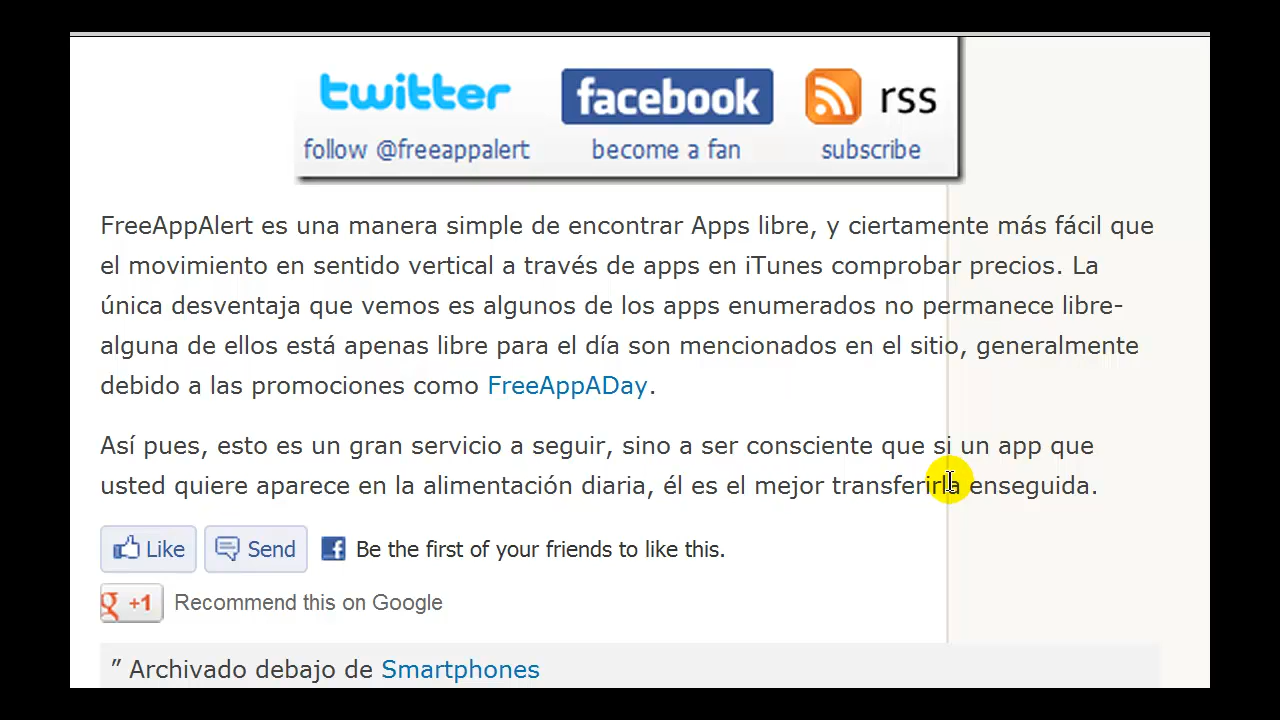 twitter facebook rss
follow @freeappalert become a fan subscribe
FreeAppAlert es una manera simple de encontrar Apps libre, y ciertamente más fácil que
el movimiento en sentido vertical a través de apps en iTunes comprobar precios. La
única desventaja que vemos es algunos de los apps enumerados no permanece libre-
alguna de ellos está apenas libre para el día son mencionados en el sitio, generalmente
debido a las promociones como FreeAppADay.
Así pues, esto es un gran servicio a seguir, sino a ser consciente que si un app que
usted quiere aparece en la alimentación diaria, él es el mejor transferirla enseguida.
Like Send Be the first of your friends to like this.
g +1 Recommend this on Google
” Archivado debajo de Smartphones